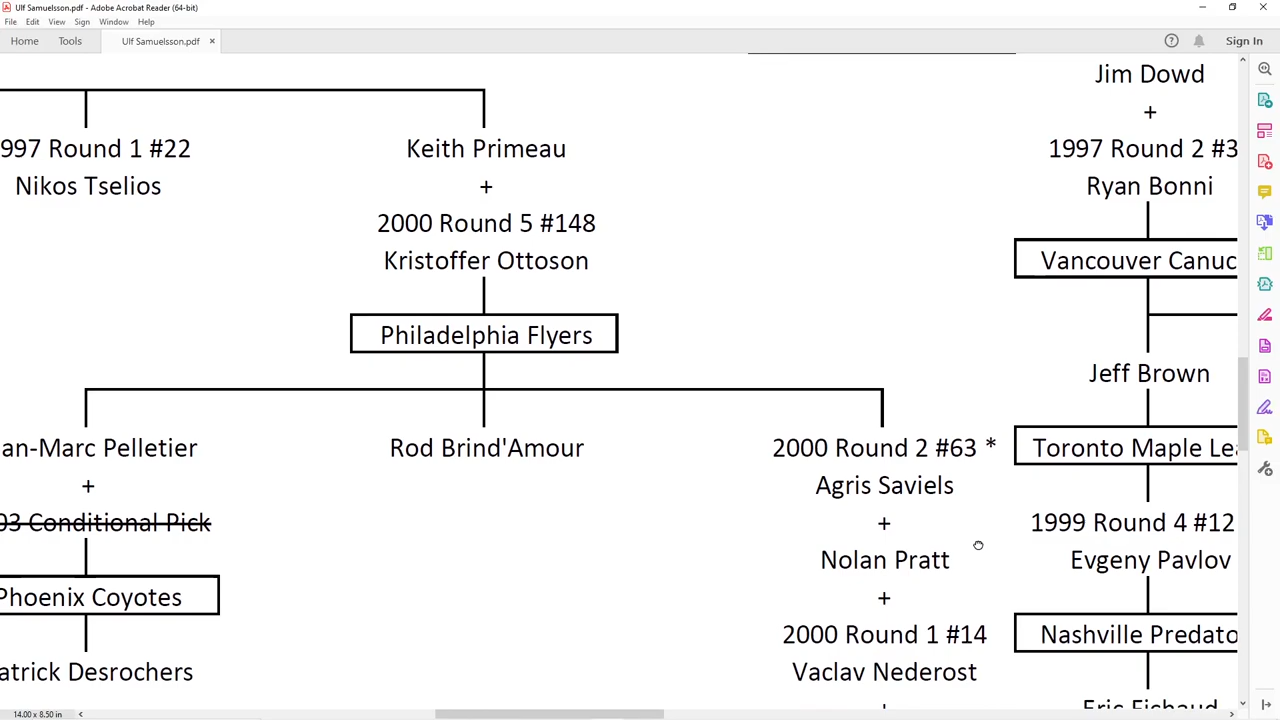 Ulf Samuelsson.pdf - Adobe Acrobat Reader (64-bit)
File Edit View Sign Window Help
Home Tools Ulf Samuelsson.pdf × Sign In
Jim Dowd
+
997 Round 1 #22
Nikos Tselios
Keith Primeau
+
2000 Round 5 #148
Kristoffer Ottoson
1997 Round 2 #3
Ryan Bonni
Vancouver Canuc
Philadelphia Flyers
Jeff Brown
an-Marc Pelletier
+
03 Conditional Pick
Phoenix Coyotes
atrick Desrochers
Rod Brind'Amour
2000 Round 2 #63 *
Agris Saviels
+
Nolan Pratt
+
2000 Round 1 #14
Vaclav Nederost
Toronto Maple Lea
1999 Round 4 #12
Evgeny Pavlov
Nashville Predato
14.00 x 8.50 in